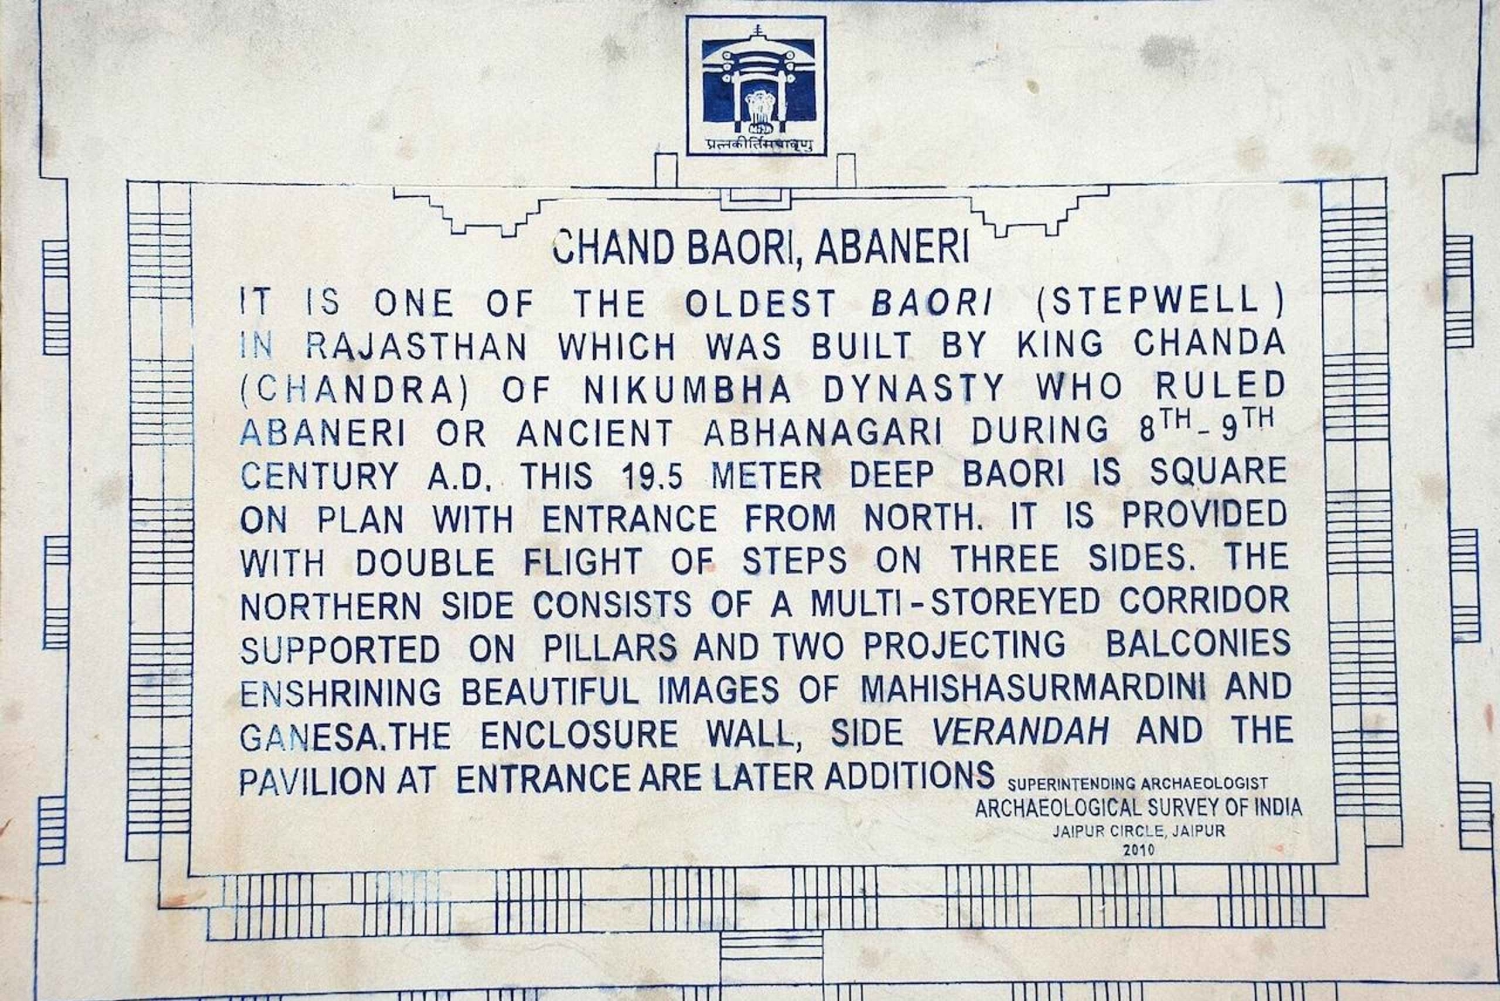 प्रत्नकीर्तिमपावृणु
CHAND BAORI, ABANERI
IT IS ONE OF THE OLDEST BAORI (STEPWELL )
IN RAJASTHAN WHICH WAS BUILT BY KING CHANDA
(CHANDRA) OF NIKUMBHA DYNASTY WHO RULED
ABANERI OR ANCIENT ABHANAGARI DURING 8TH - 9TH
CENTURY A.D. THIS 19.5 METER DEEP BAORI IS SQUARE
ON PLAN WITH ENTRANCE FROM NORTH. IT IS PROVIDED
WITH DOUBLE FLIGHT OF STEPS ON THREE SIDES. THE
NORTHERN SIDE CONSISTS OF A MULTI - STOREYED CORRIDOR
SUPPORTED ON PILLARS AND TWO PROJECTING BALCONIES
ENSHRINING BEAUTIFUL IMAGES OF MAHISHASURMARDINI AND
GANESA.THE ENCLOSURE WALL, SIDE VERANDAH AND THE
PAVILION AT ENTRANCE ARE LATER ADDITIONS
SUPERINTENDING ARCHAEOLOGIST
ARCHAEOLOGICAL SURVEY OF INDIA
JAIPUR CIRCLE, JAIPUR
2010